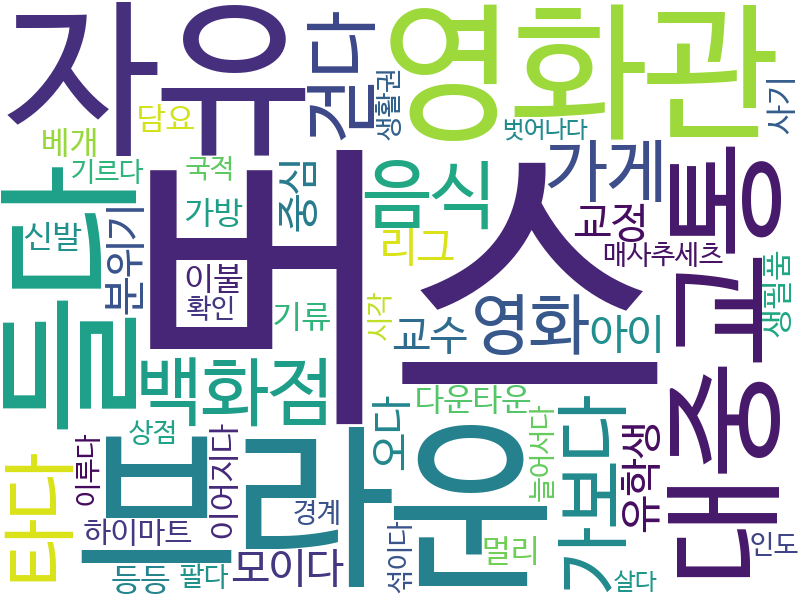 자유
영화관
걷다
생활권
사기
담요
베개
벗어나다
기르다
국적
중심
음식
가게
들다
버스
대중교통
신발
분위기
가방
리그
교정
매사추세츠
이불
확인
기류
시각
교수
영화
아이
생필품
백화점
다운타운
오다
가보다
유학생
늘어서다
상점
이루다
이어지다
브라운
타다
하이마트
경계
섞이다
멀리
인도
모이다
등등
팔다
살다